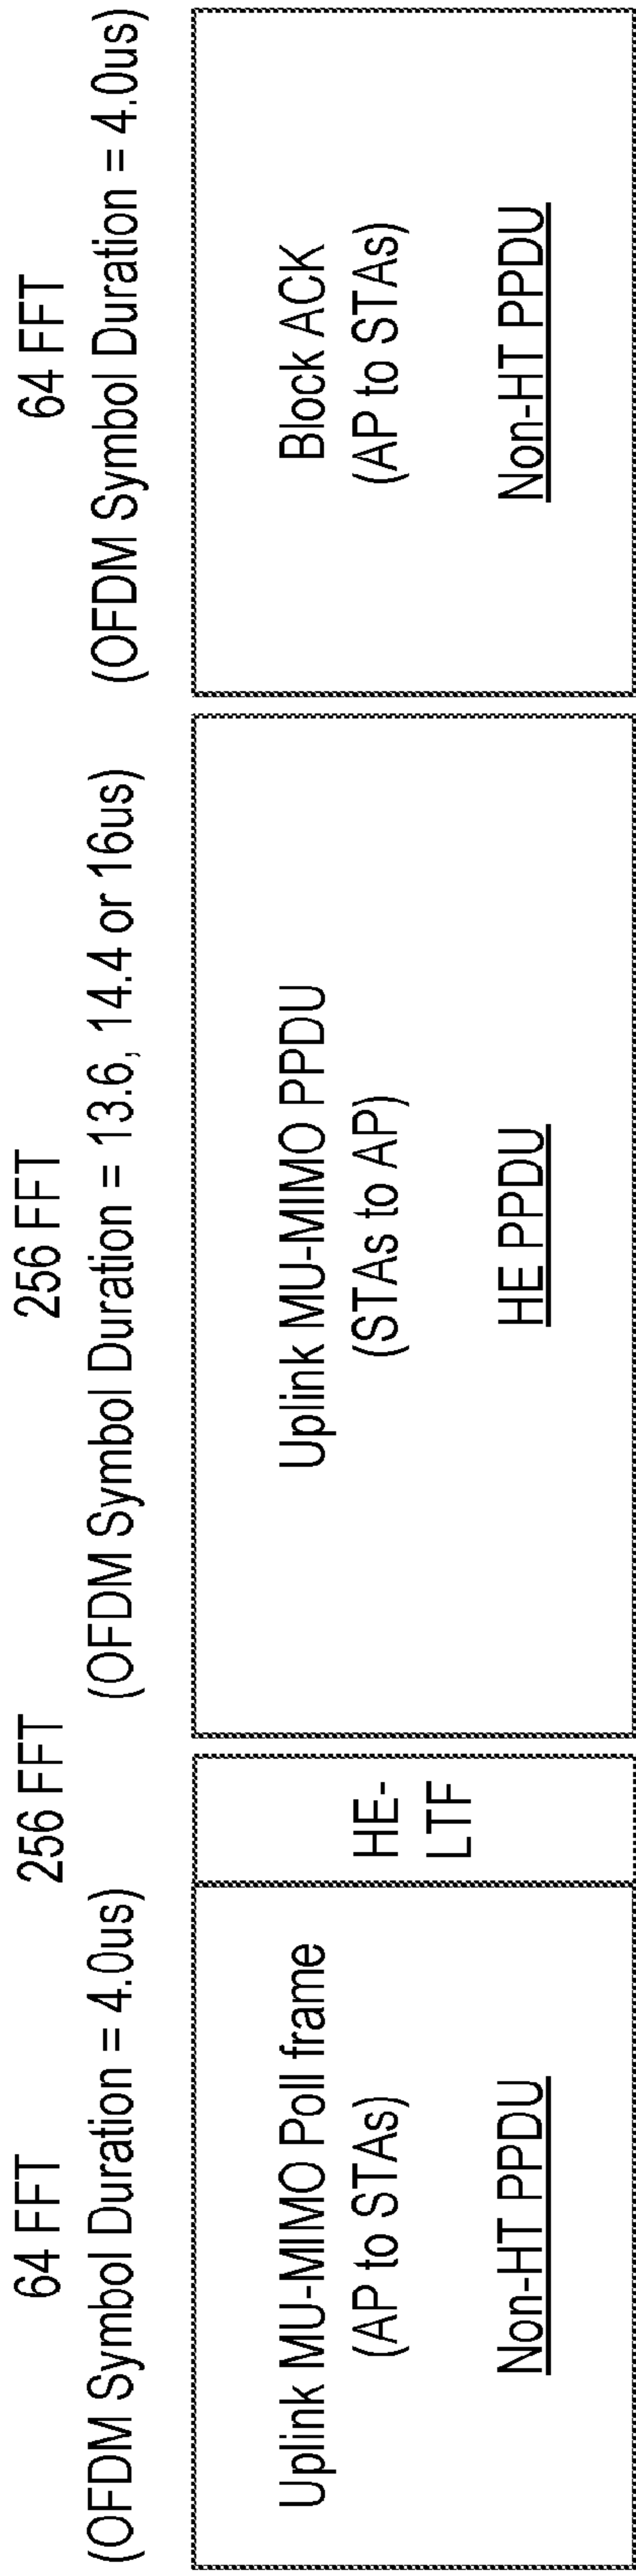 64 FFT
(OFDM Symbol Duration = 4.0us)
Uplink MU-MIMO Poll frame
(AP to STAs)
Non-HT PPDU
256 FFT
HE-
LTF
256 FFT
(OFDM Symbol Duration = 13.6, 14.4 or 16us)
Uplink MU-MIMO PPDU
(STAs to AP)
HE PPDU
64 FFT
(OFDM Symbol Duration = 4.0us)
Block ACK
(AP to STAs)
Non-HT PPDU